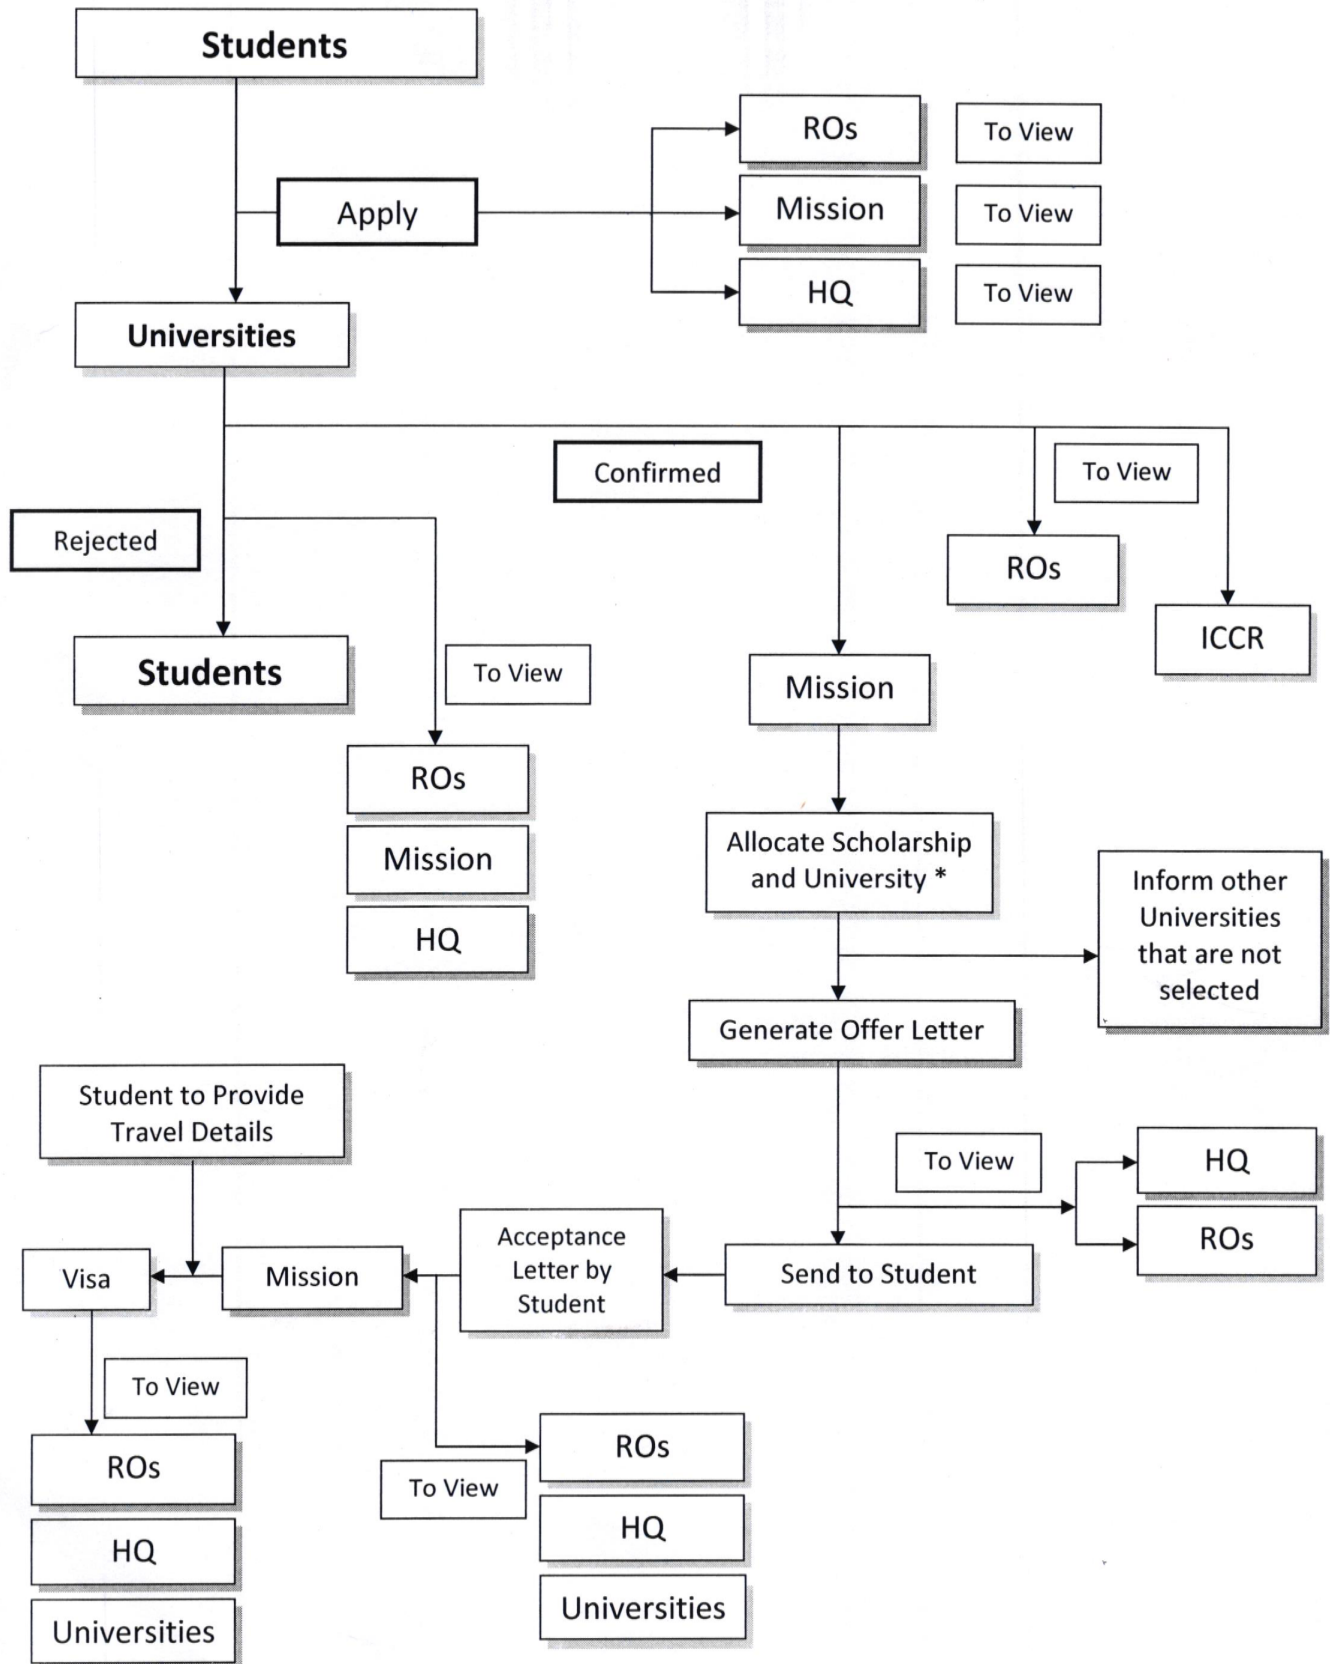 Students
ROs
To View
Apply
Mission
To View
HQ
To View
Universities
Confirmed
To View
Rejected
ROs
ICCR
Students
To View
Mission
ROs
Mission
HQ
Allocate Scholarship
and University *
Inform other
Universities
that are not
selected
Generate Offer Letter
Student to Provide
Travel Details
To View
HQ
ROs
Visa
Mission
Acceptance
Letter by
Student
Send to Student
To View
ROs
HQ
Universities
To View
ROs
HQ
Universities